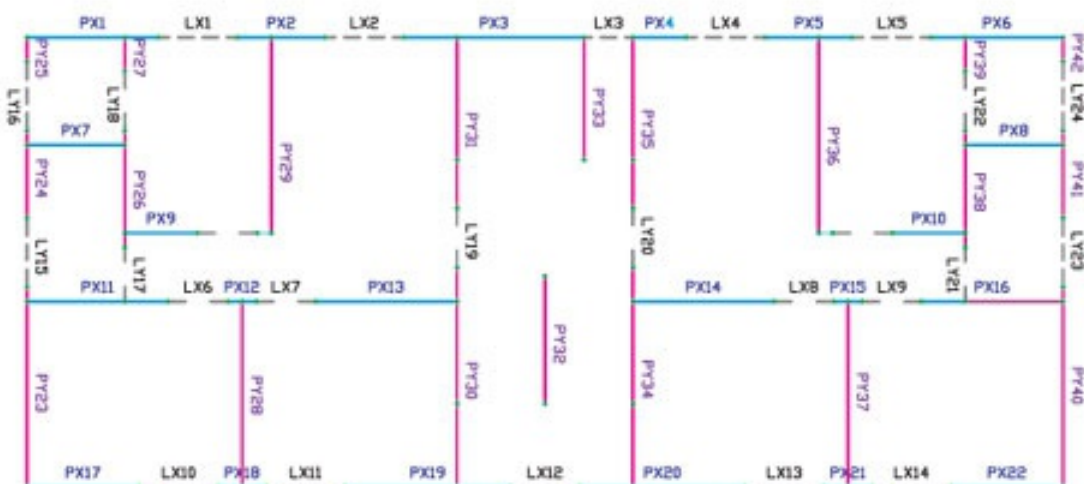 PX1 LX1 PX2 LX2 PX3 LX3 PX4 LX4 PX5 LX5 PX6
PY25 PY27 PY39 PY42
LY16 LY18 PY31 PY33 PY35 LY22 LY24
PX7 PX8
PY24 PY26 PY29 PY36 PY38 PY41
PX9 PX10
LY15 LY17 LY19 LY20 LY21 LY23
PX11 LX6 PX12 LX7 PX13 PX14 LX8 PX15 LX9 PX16
PY32
PY23 PY28 PY30 PY34 PY37 PY40
PX17 LX10 PX18 LX11 PX19 LX12 PX20 LX13 PX21 LX14 PX22